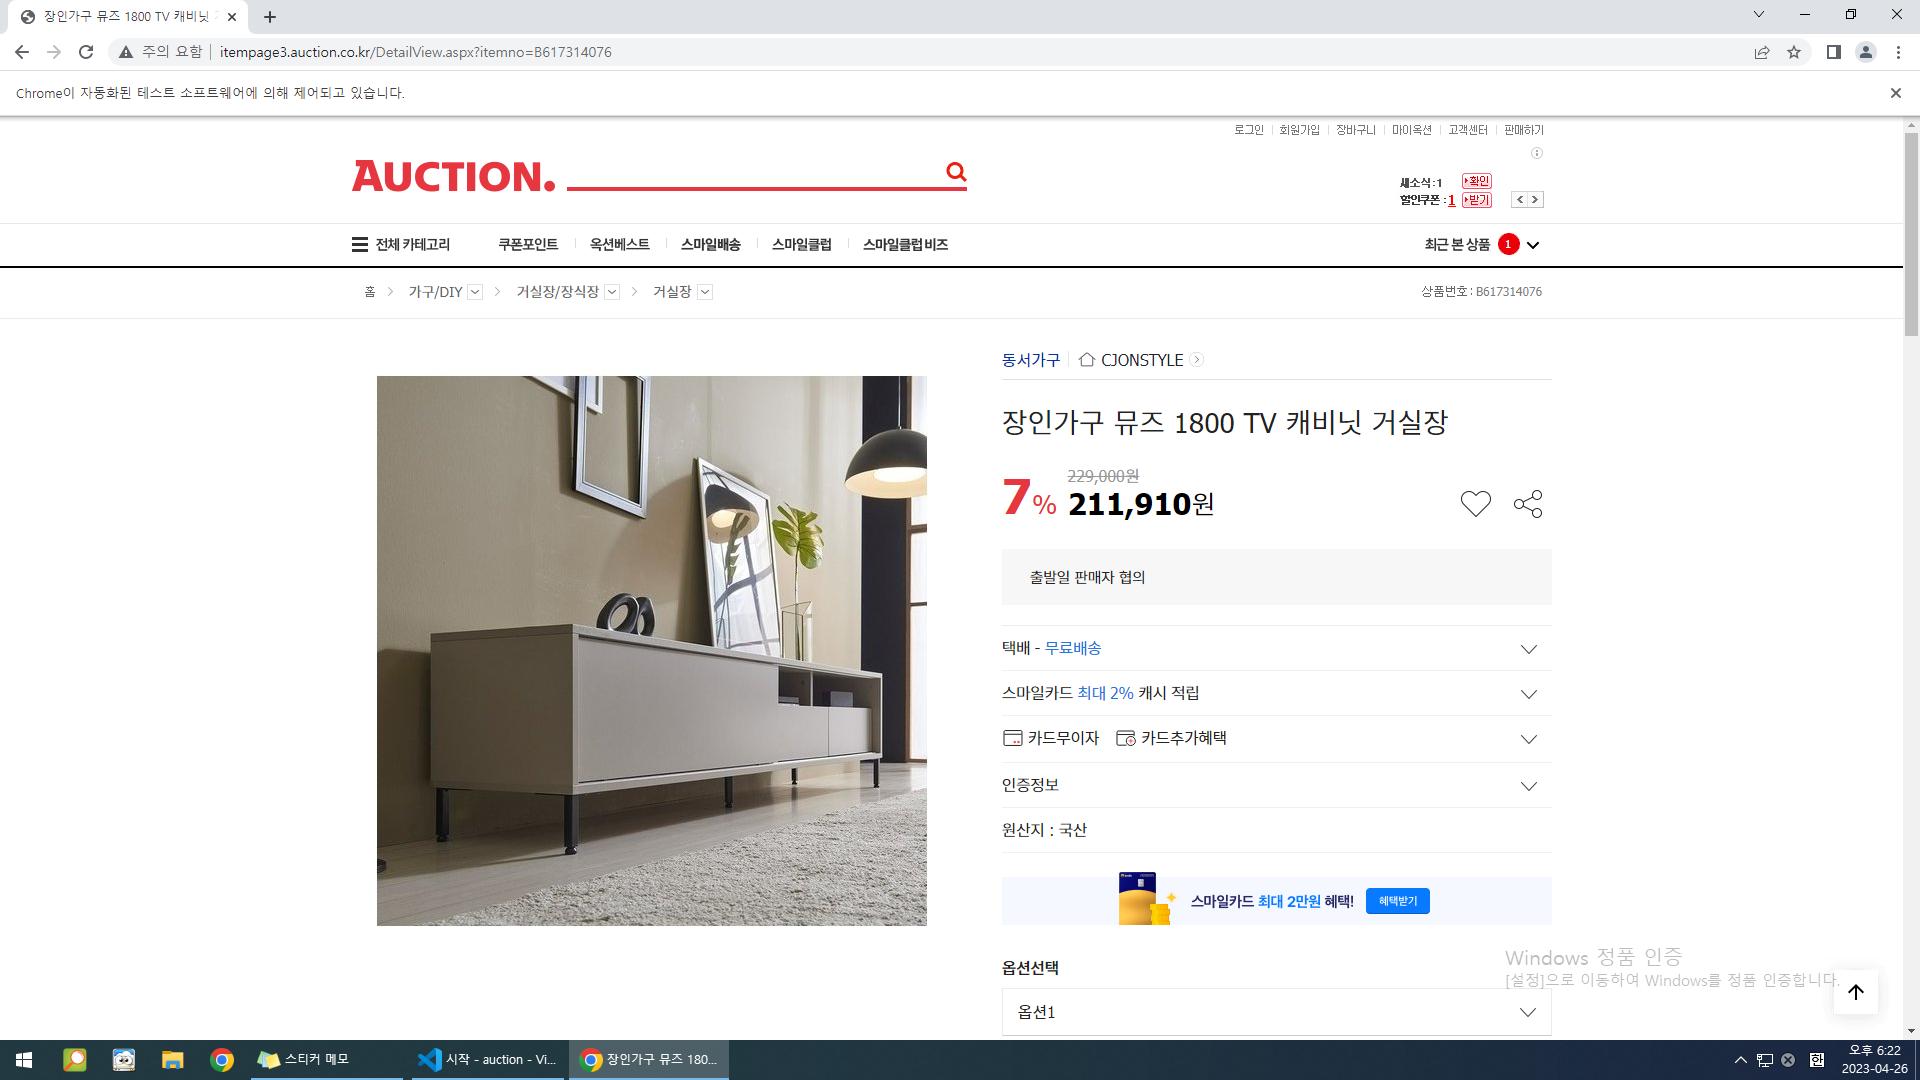 장인가구 뮤즈 1800 TV 캐비닛
주의 요함
itempage3.auction.co.kr/DetailView.aspx?itemno=B617314076
Chrome이 자동화된 테스트 소프트웨어에 의해 제어되고 있습니다.
로그인 회원가입 장바구니 마이옥션 고객센터 판매하기
AUCTION.
새소식 : 1 확인
할인쿠폰 : 1 받기
전체 카테고리 쿠폰포인트 옥션베스트 스마일배송 스마일클럽 스마일클럽 비즈 최근 본 상품 1
홈 > 가구/DIY > 거실장/장식장 > 거실장
상품번호 : B617314076
동서가구 CJONSTYLE
장인가구 뮤즈 1800 TV 캐비닛 거실장
229,000원
7% 211,910원
출발일 판매자 협의
택배 - 무료배송
스마일카드 최대 2% 캐시 적립
카드무이자 카드추가혜택
인증정보
원산지 : 국산
스마일카드 최대 2만원 혜택! 혜택받기
옵션선택
옵션1
Windows 정품 인증
[설정]으로 이동하여 Windows를 정품 인증합니다.
스티커 메모
시작 - auction - Vi...
장인가구 뮤즈 180...
한
오후 6:22
2023-04-26